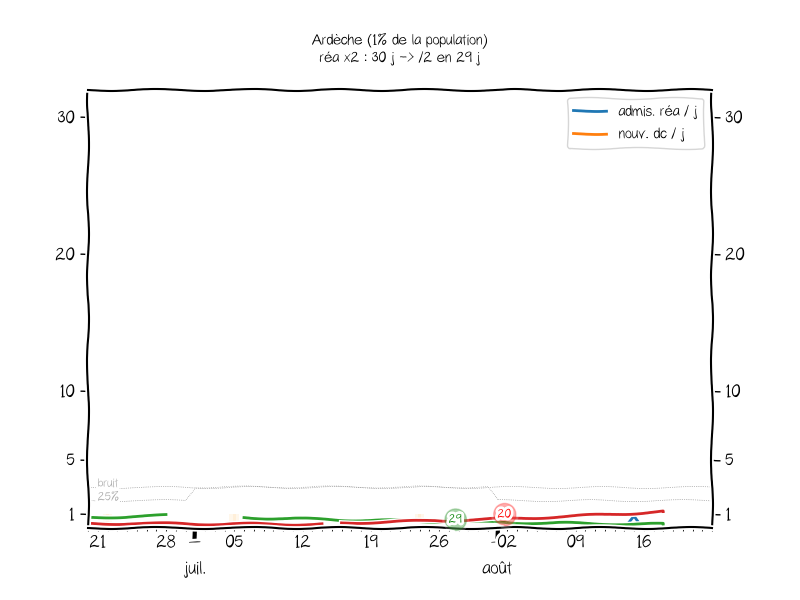 Ardèche (1% de la population)
réa x2 : 30 j -> /2 en 29 j
admis. réa / j
nouv. dc / j
30
30
20
20
10
10
5
5
bruit
25%
1
1
29
20
21 28 05 12 19 26 02 09 16
juil. août